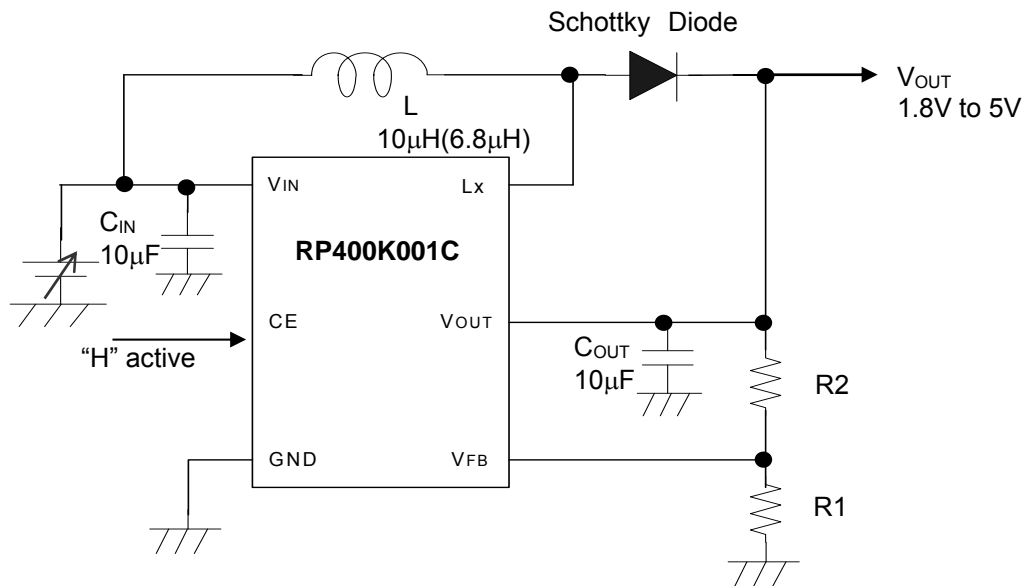 Schottky Diode
L
10μH(6.8μH)
VOUT
1.8V to 5V
VIN
LX
CIN
10μF
RP400K001C
CE
VOUT
"H" active
COUT
10μF
R2
GND
VFB
R1